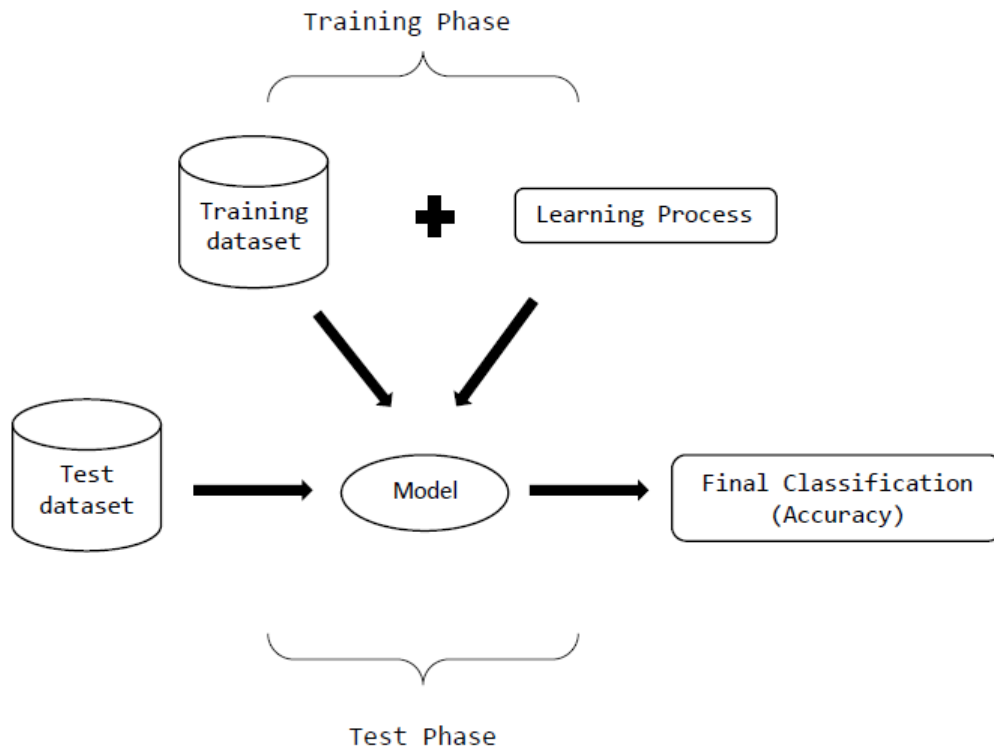 Training Phase
Training
dataset
Learning Process
Test
dataset
Model
Final Classification
(Accuracy)
Test Phase